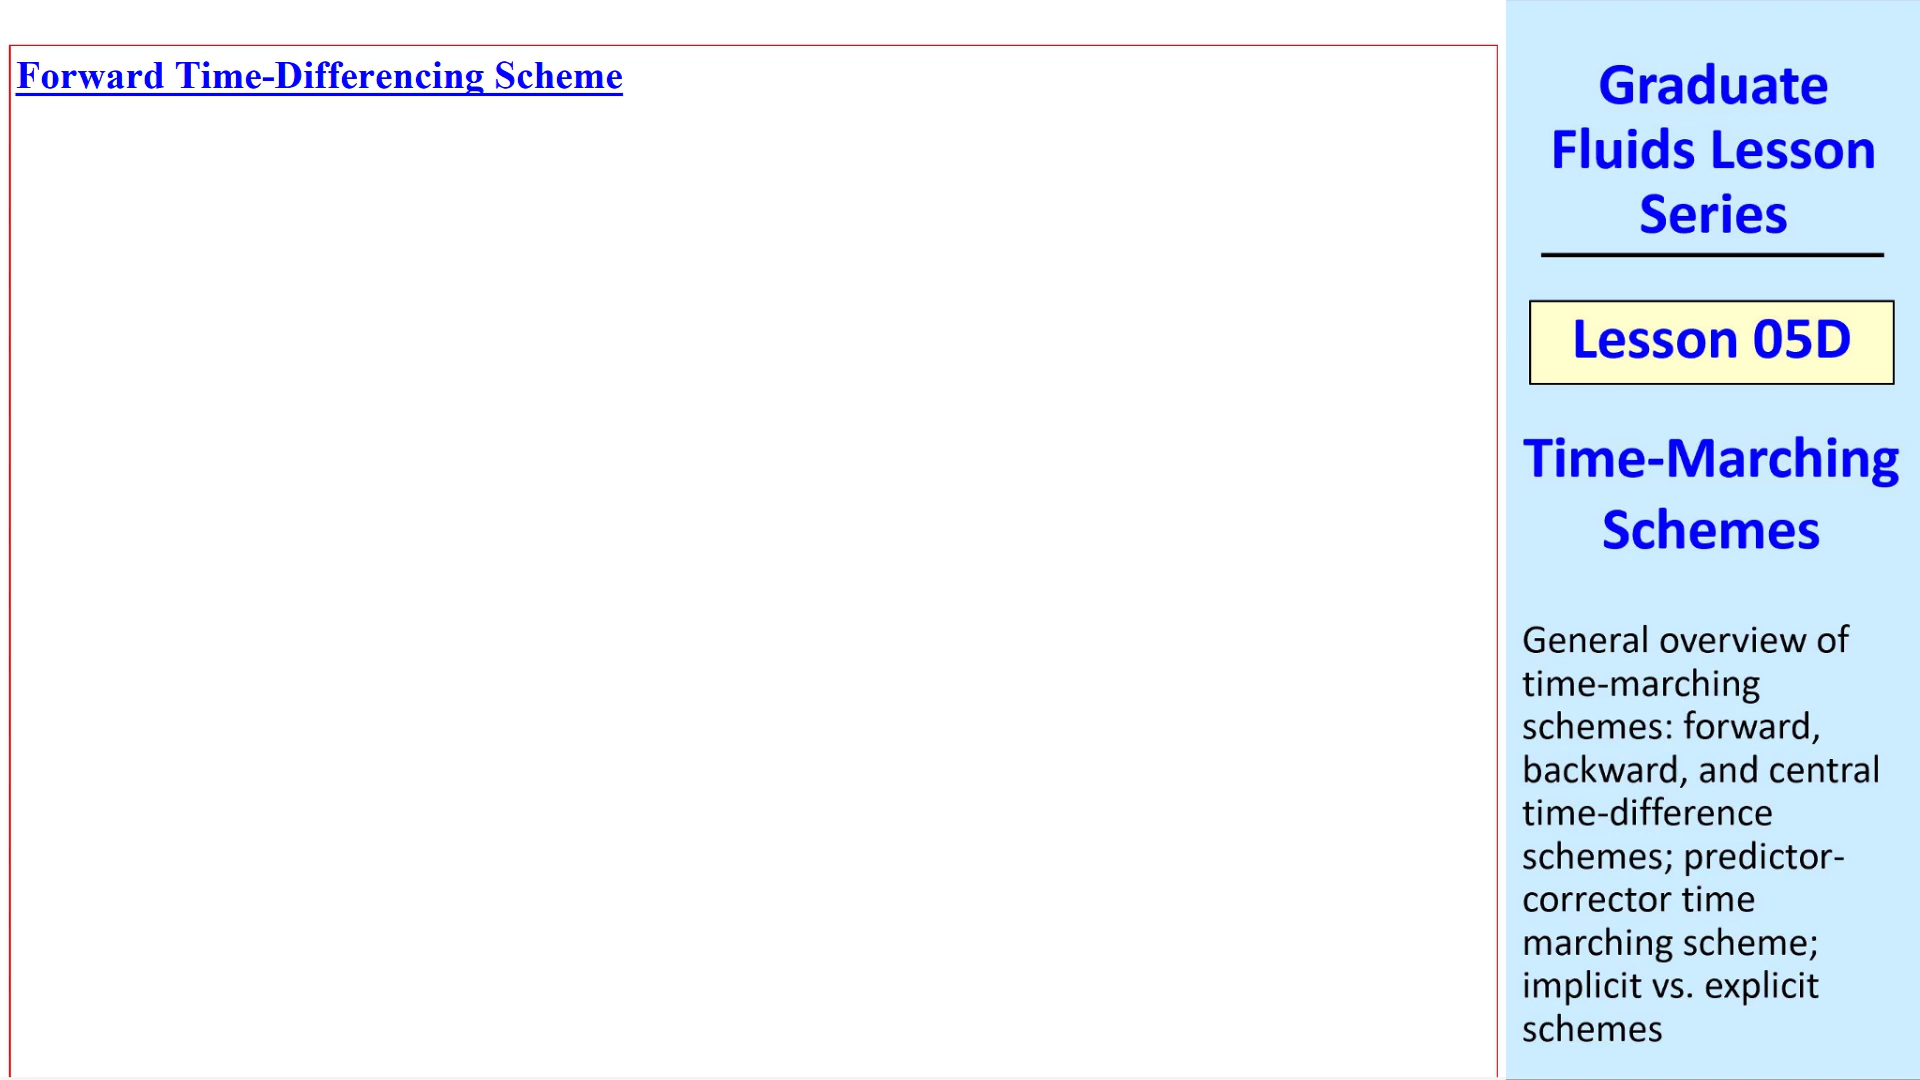 Forward Time-Differencing Scheme
Graduate
Fluids Lesson
Series
Lesson 05D
Time-Marching
Schemes
General overview of
time-marching
schemes: forward,
backward, and central
time-difference
schemes; predictor-
corrector time
marching scheme;
implicit vs. explicit
schemes